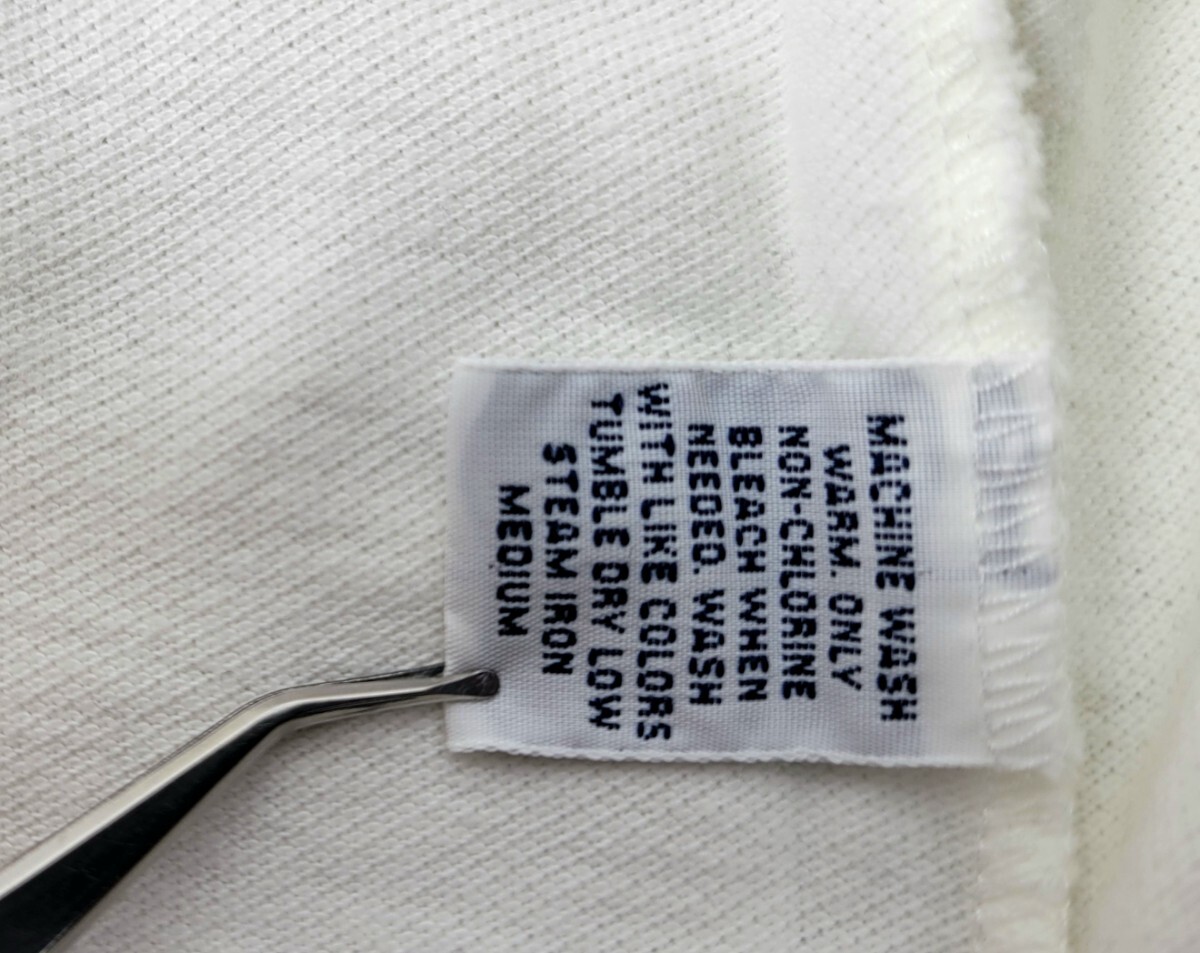 MACHINE WASH
WARM. ONLY
NON-CHLORINE
BLEACH WHEN
NEEDED. WASH
WITH LIKE COLORS
TUMBLE DRY LOW
STEAM IRON
MEDIUM